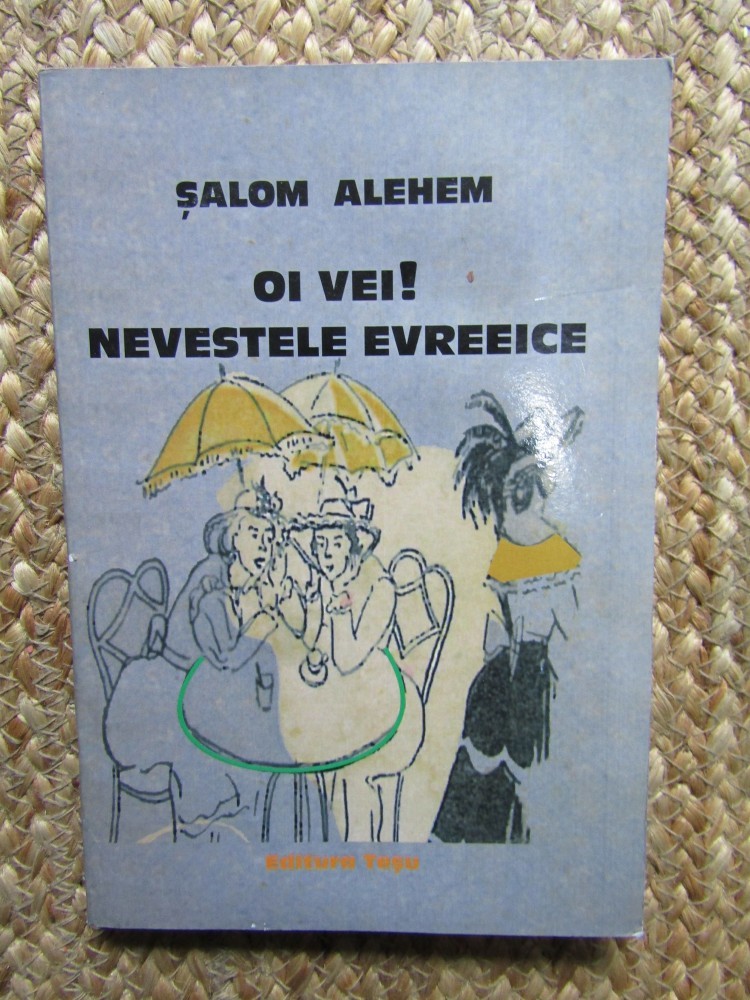 ȘALOM ALEHEM
OI VEI!
NEVESTELE EVREEICE
Editura Teșu